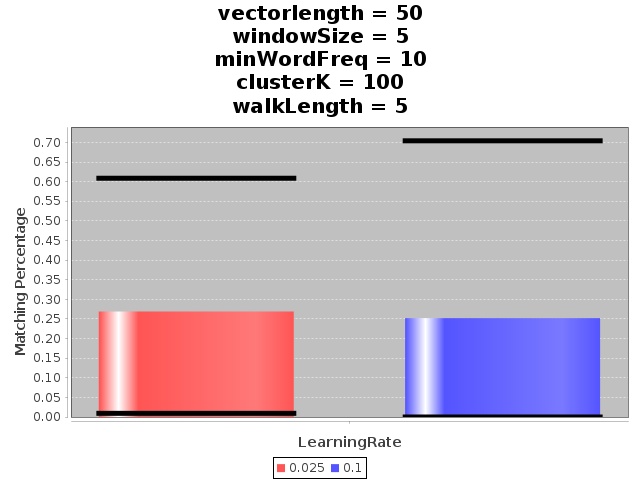 vectorlength = 50
windowSize = 5
minWordFreq = 10
clusterK = 100
walkLength = 5
Matching Percentage
0.70
0.65
0.60
0.55
0.50
0.45
0.40
0.35
0.30
0.25
0.20
0.15
0.10
0.05
0.00
LearningRate
0.025 0.1